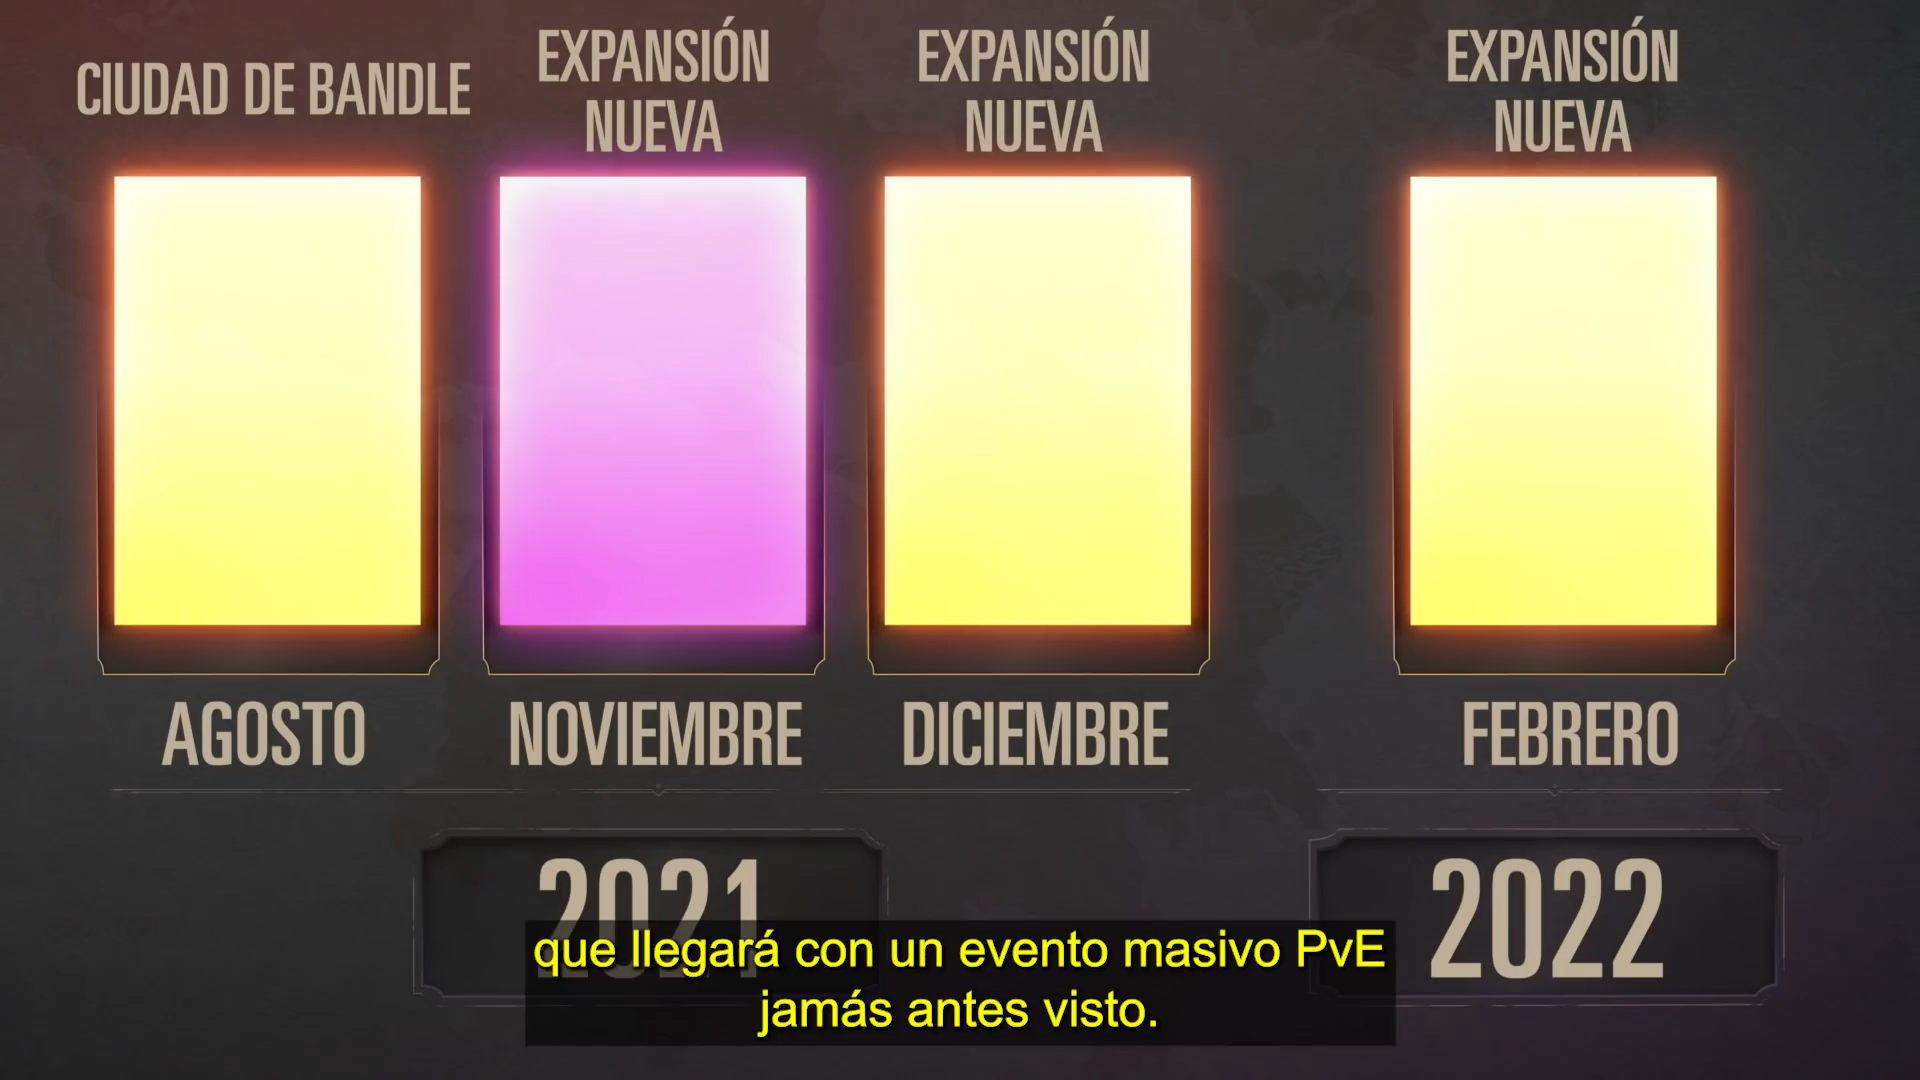 CIUDAD DE BANDLE
EXPANSIÓN
NUEVA
EXPANSIÓN
NUEVA
EXPANSIÓN
NUEVA
AGOSTO
NOVIEMBRE
DICIEMBRE
FEBRERO
2021
2022
que llegará con un evento masivo PvE
jamás antes visto.